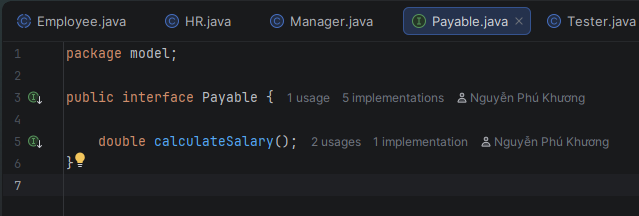 Employee.java HR.java Manager.java Payable.java Tester.java
1 package model;
2
3 public interface Payable { 1 usage 5 implementations Nguyễn Phú Khương
4
5 double calculateSalary(); 2 usages 1 implementation Nguyễn Phú Khương
6 }
7